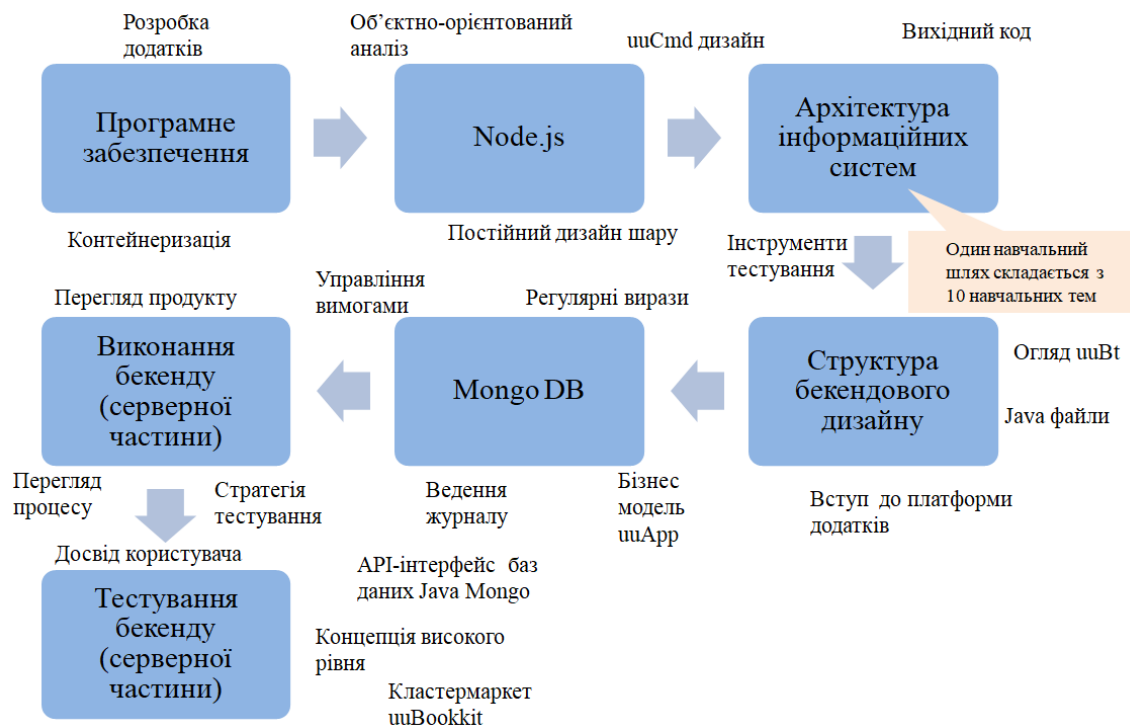 Розробка
додатків
Об’єктно-орієнтований
аналіз
uuCmd дизайн
Вихідний код
Програмне
забезпечення
Node.js
Архітектура
інформаційних
систем
Контейнеризація
Постійний дизайн шару
Інструменти
тестування
Один навчальний
шлях складається з
10 навчальних тем
Перегляд продукту
Управління
вимогами
Регулярні вирази
Виконання
бекенду
(серверної
частини)
Mongo DB
Структура
бекендового
дизайну
Огляд uuBt
Java файли
Перегляд
процесу
Стратегія
тестування
Ведення
журналу
Бізнес
модель
uuApp
Вступ до платформи
додатків
Досвід користувача
API-інтерфейс баз
даних Java Mongo
Тестування
бекенду
(серверної
частини)
Концепція високого
рівня
Кластермаркет
uuBookkit